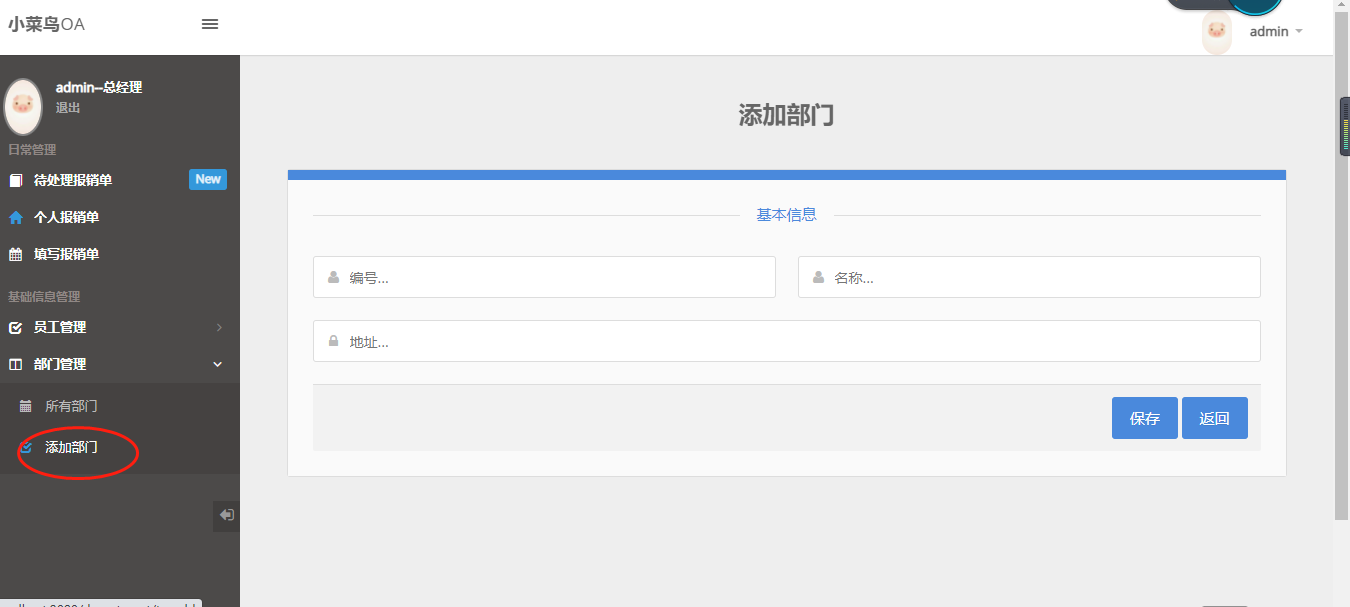 小菜鸟OA
admin
admin--总经理
退出
日常管理
待处理报销单 New
个人报销单
填写报销单
基础信息管理
员工管理
部门管理
所有部门
添加部门
添加部门
基本信息
编号... 名称...
地址...
保存 返回